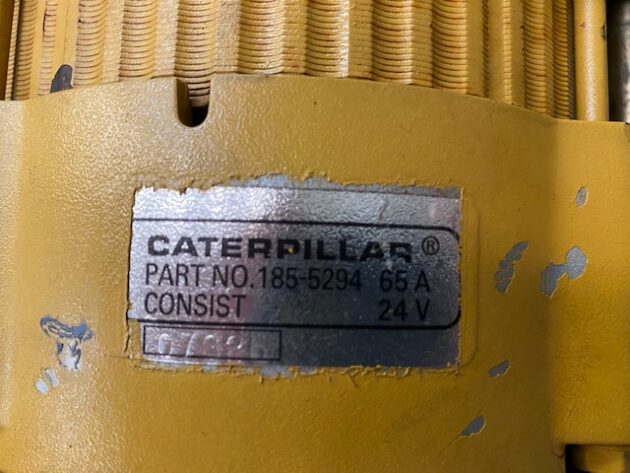 CATERPILLAR®
PART NO. 185-5294 65 A
CONSIST 24 V